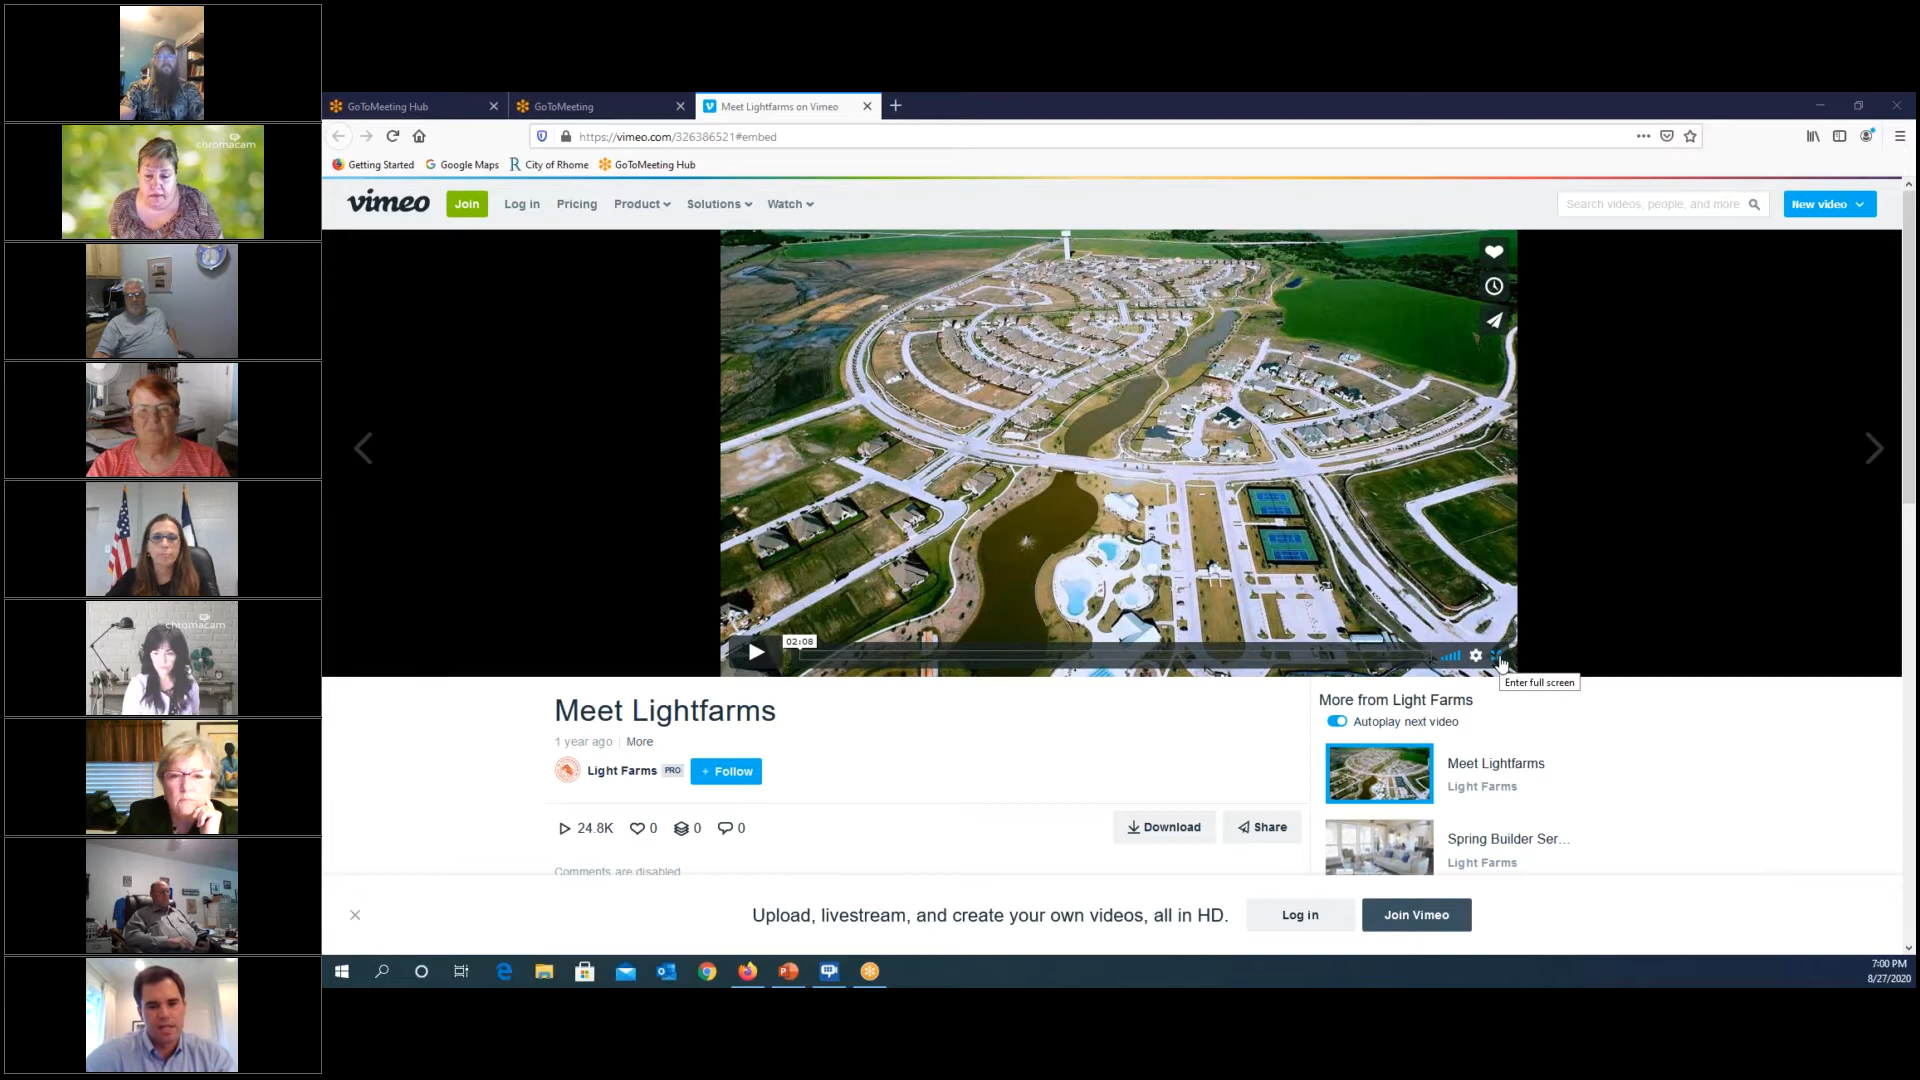 chromacam
chromacam
GoToMeeting Hub
GoToMeeting
Meet Lightfarms on Vimeo
https://vimeo.com/326386521#embed
Getting Started
Google Maps
City of Rhome
GoToMeeting Hub
vimeo
Join
Log in
Pricing
Product
Solutions
Watch
Search videos, people, and more
New video
02:08
Enter full screen
Meet Lightfarms
1 year ago
More
Light Farms
PRO
+ Follow
24.8K
0
0
0
Download
Share
Comments are disabled
More from Light Farms
Autoplay next video
Meet Lightfarms
Light Farms
Spring Builder Ser...
Light Farms
Upload, livestream, and create your own videos, all in HD.
Log in
Join Vimeo
7:00 PM
8/27/2020